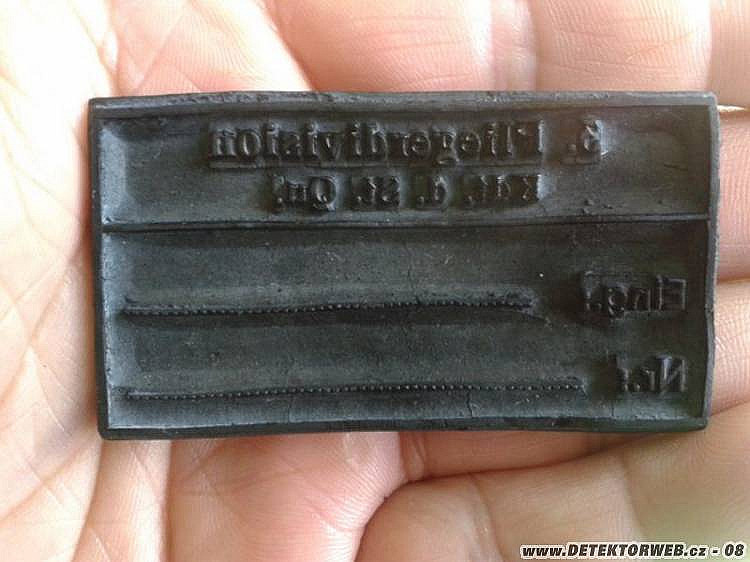 5. Fliegerdivision
Kdt. d. St. Qu.
Eing.:
Nr.:
www.DETEKTORWEB.cz - 08